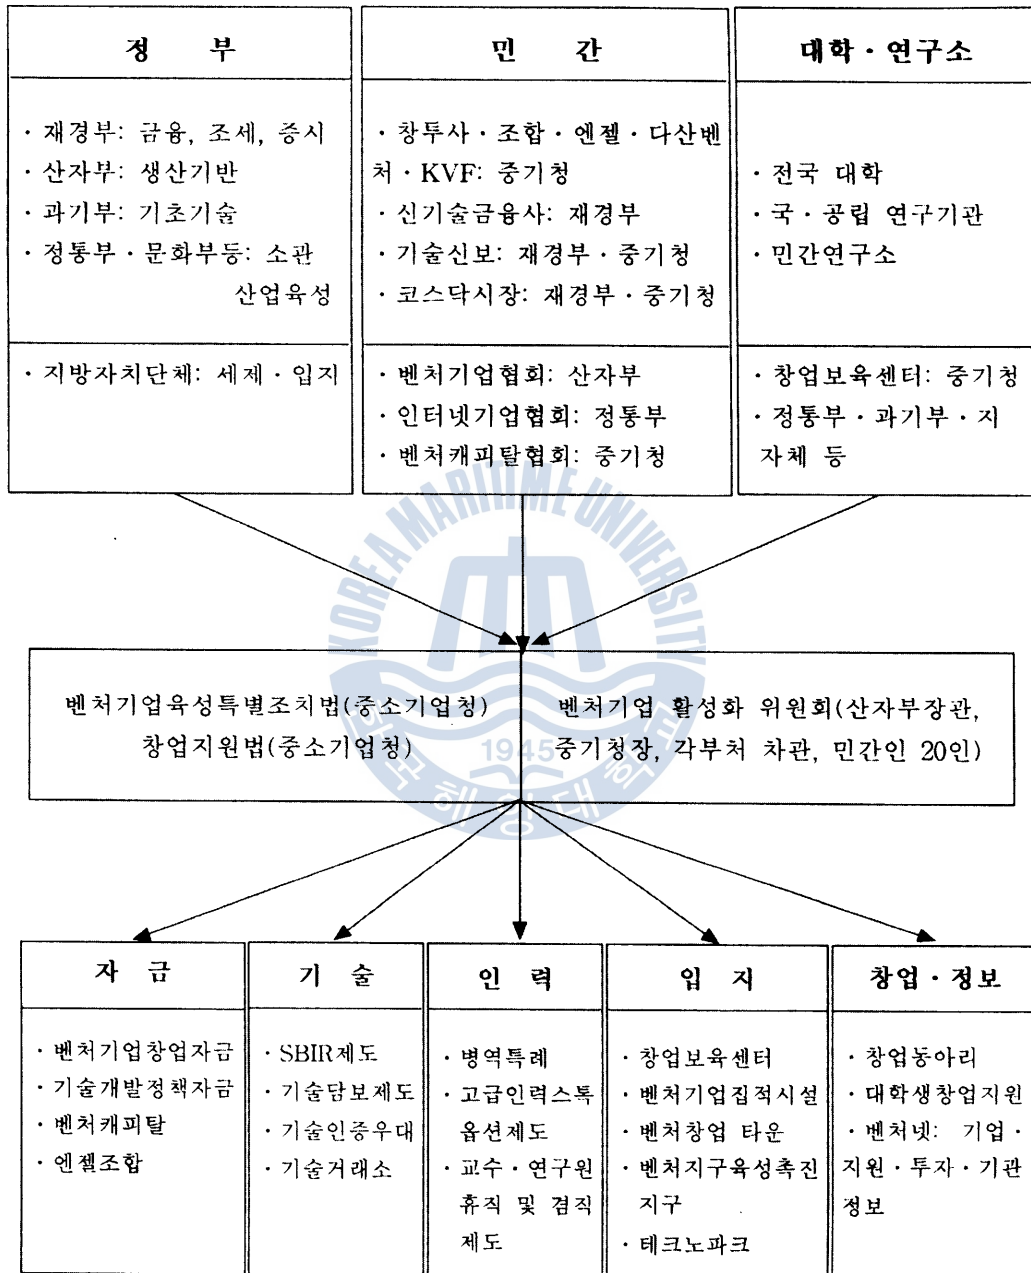 정 부
· 재경부: 금융, 조세, 증시
· 산자부: 생산기반
· 과기부: 기초기술
· 정통부 · 문화부등: 소관
산업육성
· 지방자치단체: 세제 · 입지
민 간
· 창투사 · 조합 · 엔젤 · 다산벤
처 · KVF: 중기청
· 신기술금융사: 재경부
· 기술신보: 재경부 · 중기청
· 코스닥시장: 재경부 · 중기청
· 벤처기업협회: 산자부
· 인터넷기업협회: 정통부
· 벤처캐피탈협회: 중기청
대학 · 연구소
· 전국 대학
· 국 · 공립 연구기관
· 민간연구소
· 창업보육센터: 중기청
· 정통부 · 과기부 · 지
자체 등
KOREA MARITIME UNIVERSITY
1945
한국해양대학교
벤처기업육성특별조치법(중소기업청)
창업지원법(중소기업청)
벤처기업 활성화 위원회(산자부장관,
중기청장, 각부처 차관, 민간인 20인)
자 금
· 벤처기업창업자금
· 기술개발정책자금
· 벤처캐피탈
· 엔젤조합
기 술
· SBIR제도
· 기술담보제도
· 기술인증우대
· 기술거래소
인 력
· 병역특례
· 고급인력스톡
옵션제도
· 교수 · 연구원
휴직 및 겸직
제도
입 지
· 창업보육센터
· 벤처기업집적시설
· 벤처창업 타운
· 벤처지구육성촉진
지구
· 테크노파크
창업 · 정보
· 창업동아리
· 대학생창업지원
· 벤처넷: 기업 ·
지원 · 투자 · 기관
정보